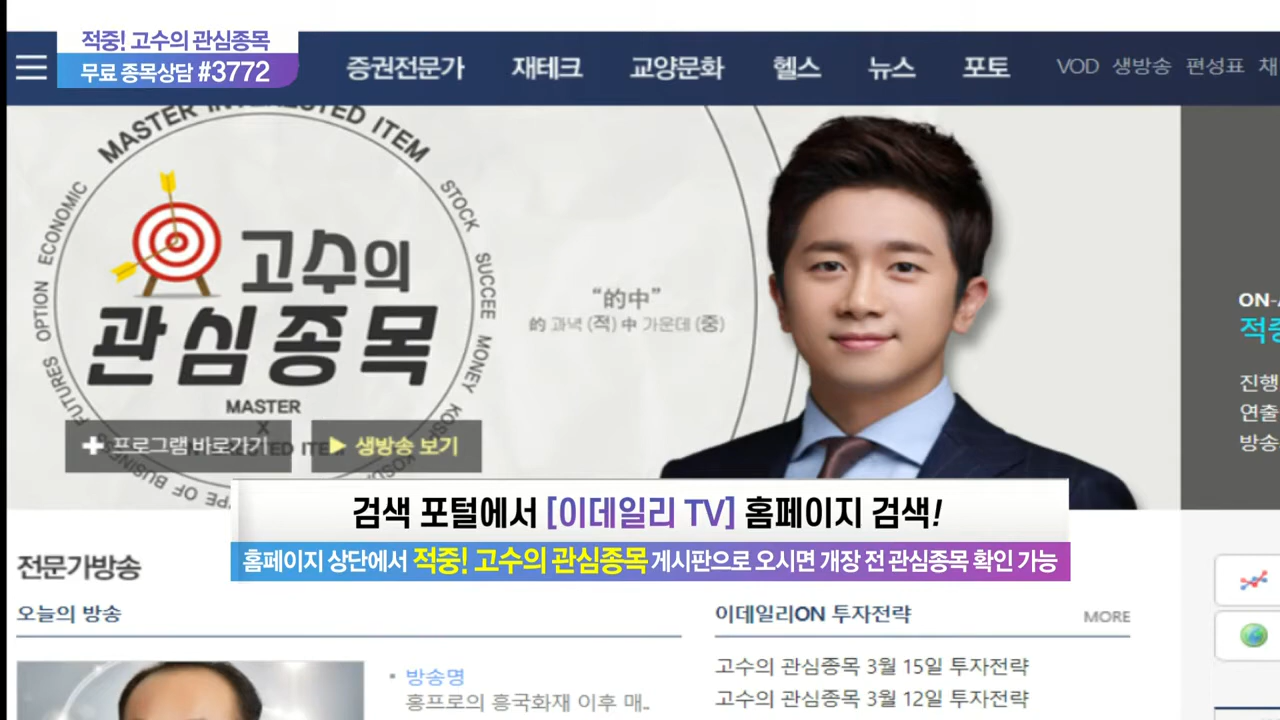 적중! 고수의 관심종목
무료 종목상담 #3772
증권전문가 재테크 교양문화 헬스 뉴스 포토 VOD 생방송 편성표
MASTER INTERESTED ITEM
STOCK SUCCEE MONEY
ECONOMIC OPTION FUTURES BUSINESS
고수의
관심종목
MASTER
X
"的中"
的 과녁 (적) 中 가운데 (중)
프로그램 바로가기
생방송 보기
진행
연출
방송
검색 포털에서 [이데일리 TV] 홈페이지 검색!
홈페이지 상단에서 적중! 고수의 관심종목 게시판으로 오시면 개장 전 관심종목 확인 가능
전문가방송
오늘의 방송
방송명
홍프로의 흥국화재 이후 매..
이데일리ON 투자전략 MORE
고수의 관심종목 3월 15일 투자전략
고수의 관심종목 3월 12일 투자전략